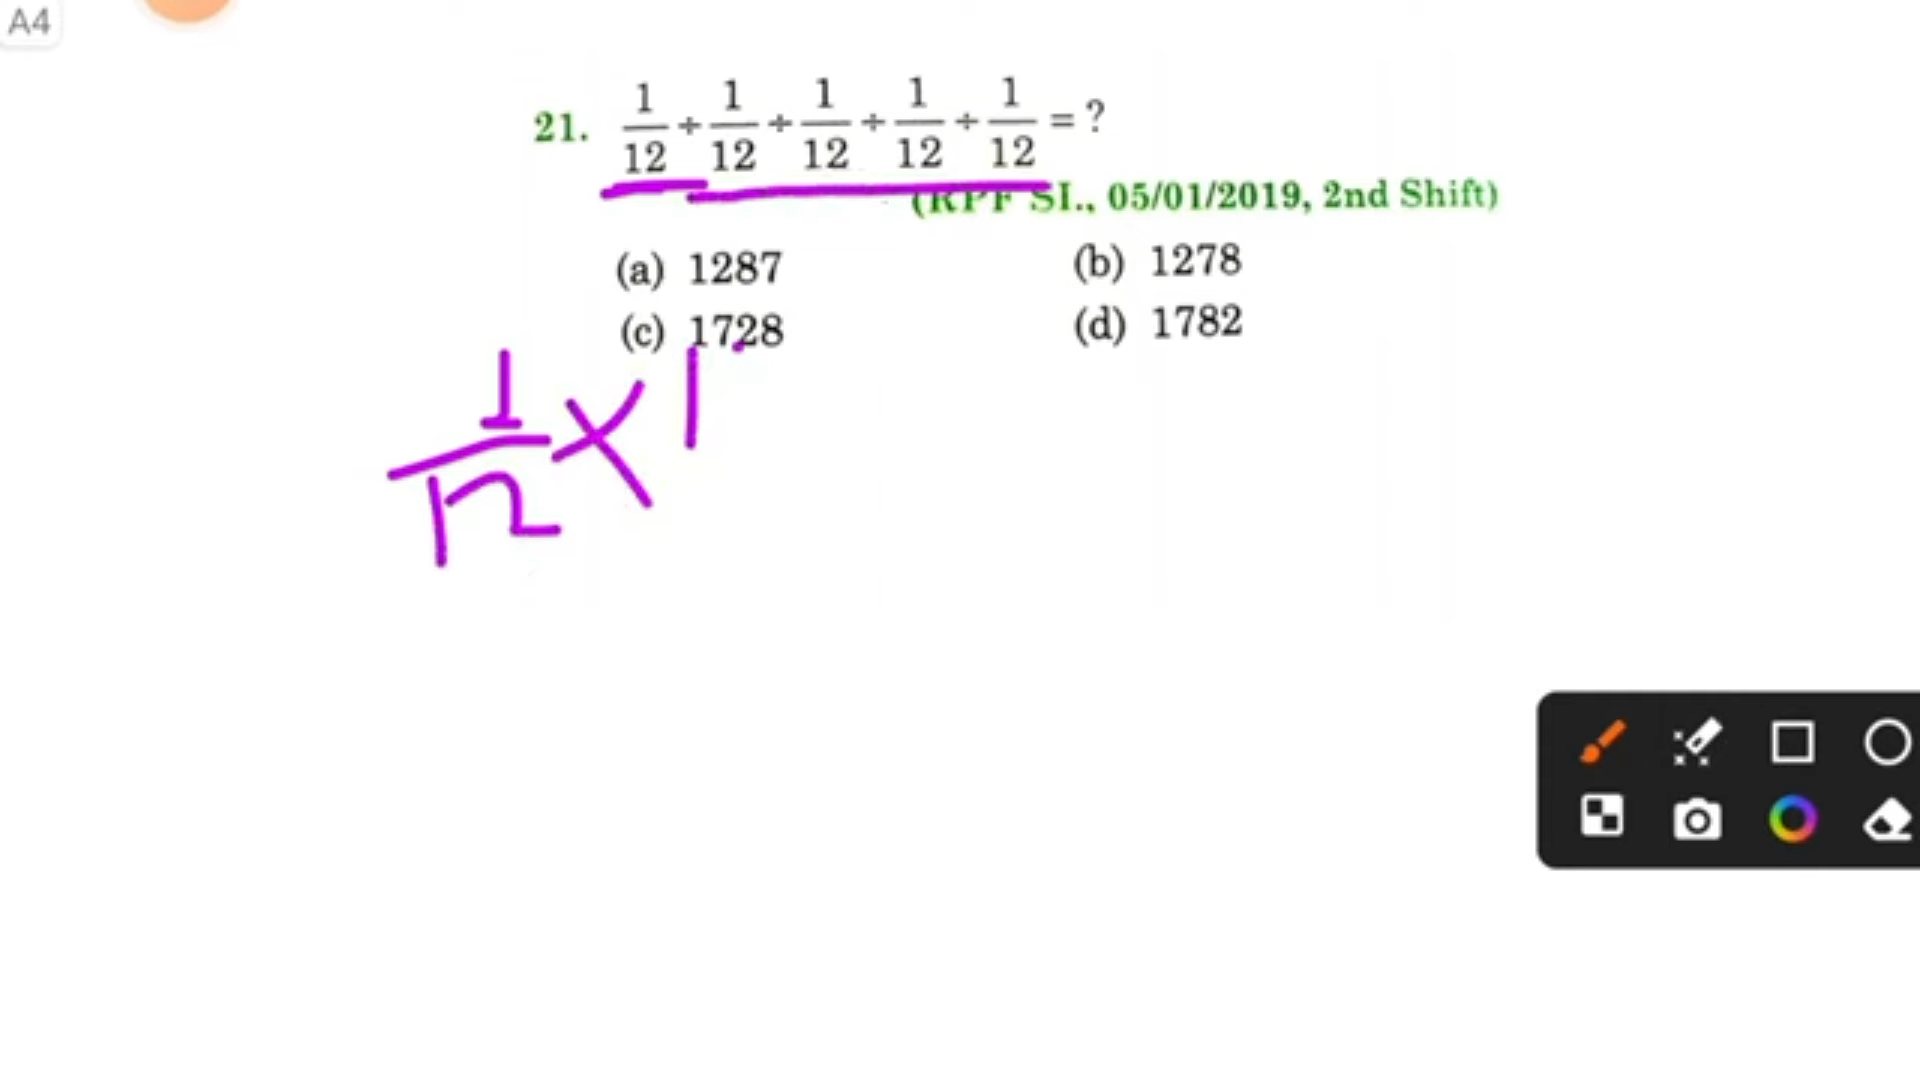 A4
21. 1/12 ÷ 1/12 ÷ 1/12 ÷ 1/12 ÷ 1/12 = ?
(RPF SI., 05/01/2019, 2nd Shift)
(a) 1287 (b) 1278
(c) 1728 (d) 1782
1/12 × 1